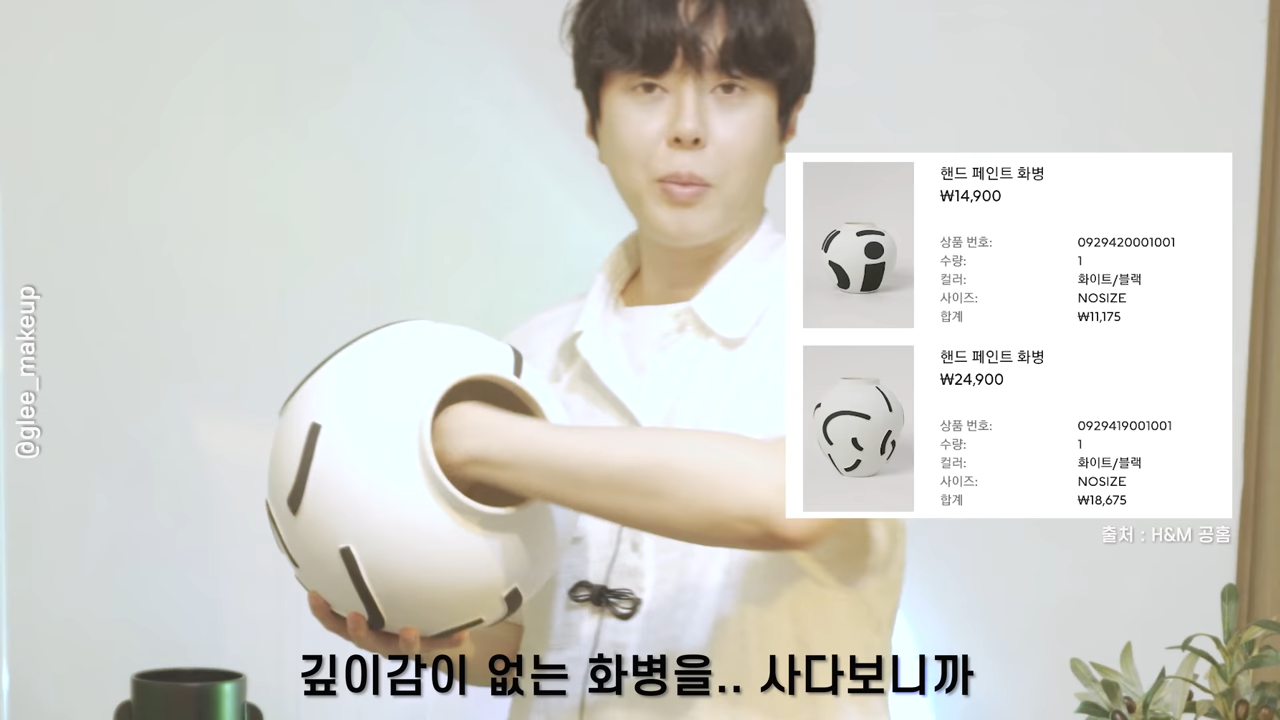 @glee_makeup
핸드 페인트 화병
₩14,900
상품 번호: 0929420001001
수량: 1
컬러: 화이트/블랙
사이즈: NOSIZE
합계 ₩11,175
핸드 페인트 화병
₩24,900
상품 번호: 0929419001001
수량: 1
컬러: 화이트/블랙
사이즈: NOSIZE
합계 ₩18,675
출처 : H&M 공홈
깊이감이 없는 화병을.. 사다보니까